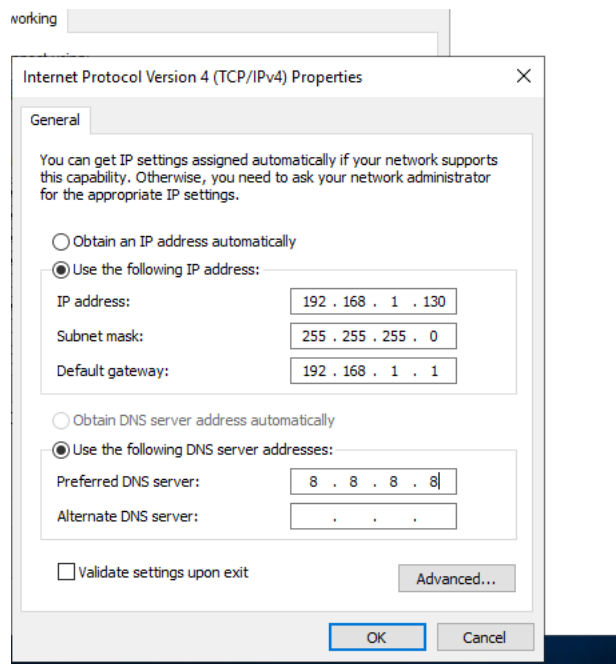 Internet Protocol Version 4 (TCP/IPv4) Properties
General
You can get IP settings assigned automatically if your network supports
this capability. Otherwise, you need to ask your network administrator
for the appropriate IP settings.
Obtain an IP address automatically
Use the following IP address:
IP address: 192 . 168 . 1 . 130
Subnet mask: 255 . 255 . 255 . 0
Default gateway: 192 . 168 . 1 . 1
Obtain DNS server address automatically
Use the following DNS server addresses:
Preferred DNS server: 8 . 8 . 8 . 8
Alternate DNS server: . . .
Validate settings upon exit
Advanced...
OK Cancel